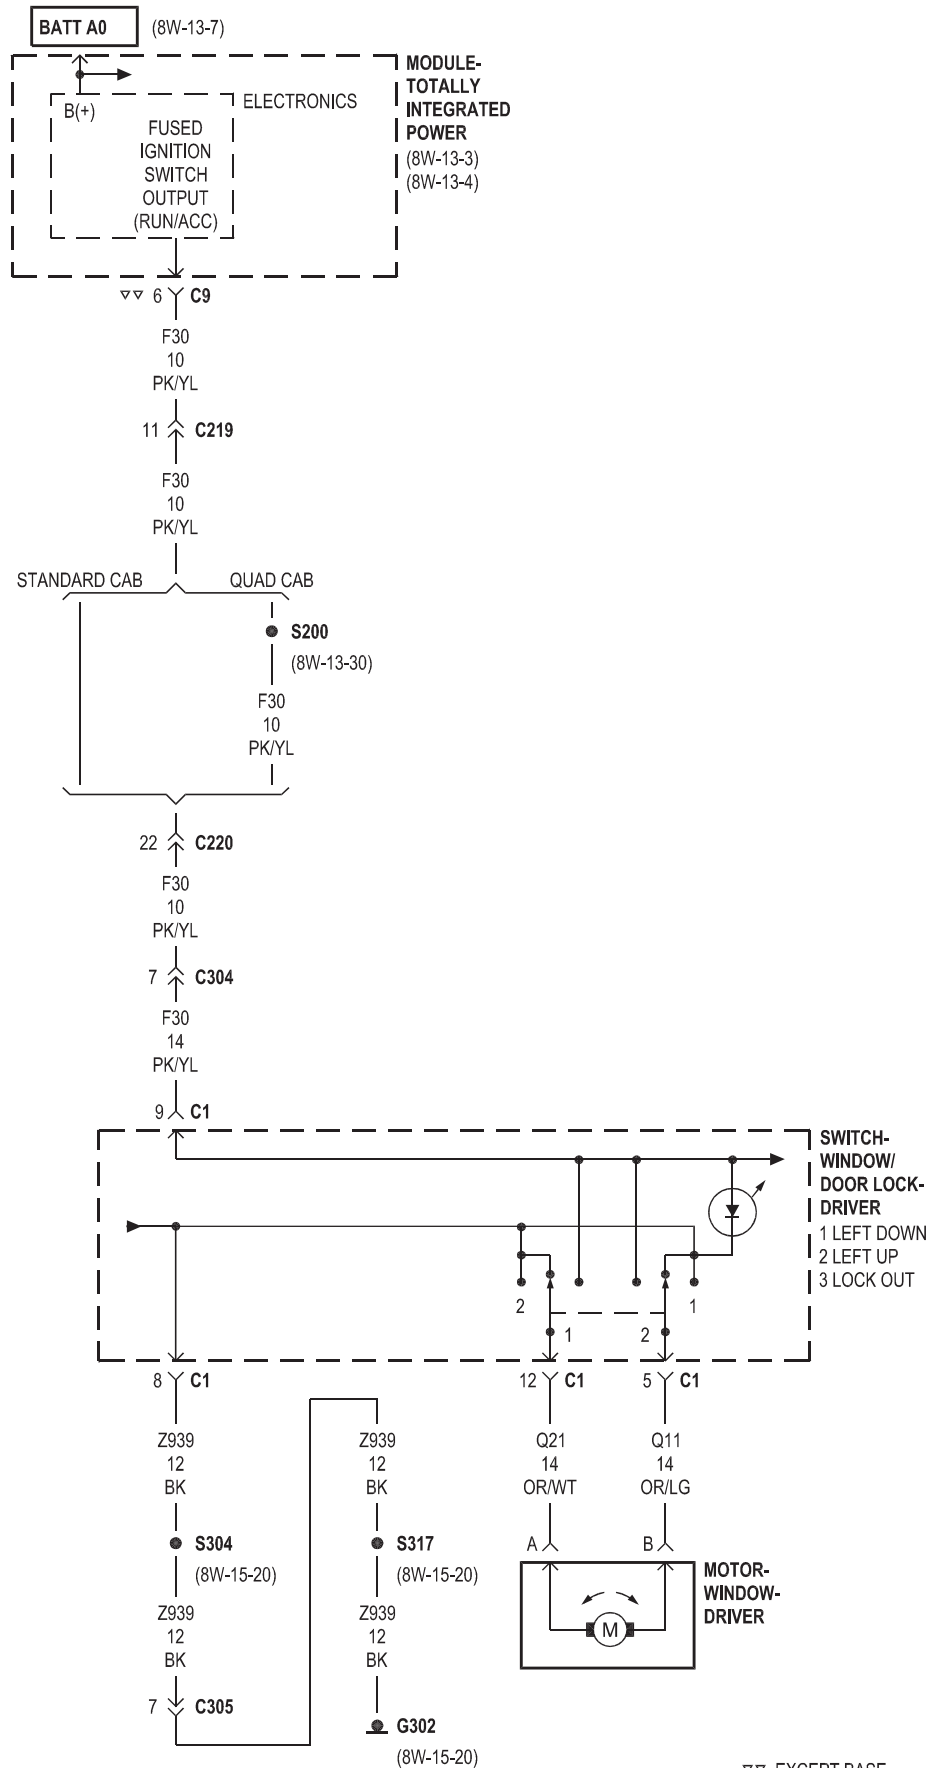 BATT A0 (8W-13-7)
MODULE-
TOTALLY
INTEGRATED
POWER
(8W-13-3)
(8W-13-4)
B(+)
ELECTRONICS
FUSED
IGNITION
SWITCH
OUTPUT
(RUN/ACC)
▽▽ 6 C9
F30
10
PK/YL
11 C219
F30
10
PK/YL
STANDARD CAB QUAD CAB
S200
(8W-13-30)
F30
10
PK/YL
22 C220
F30
10
PK/YL
7 C304
F30
14
PK/YL
9 C1
SWITCH-
WINDOW/
DOOR LOCK-
DRIVER
1 LEFT DOWN
2 LEFT UP
3 LOCK OUT
2 1
1 2
8 C1 12 C1 5 C1
Z939 Z939 Q21 Q11
12 12 14 14
BK BK OR/WT OR/LG
S304 S317 A B
(8W-15-20) (8W-15-20)
MOTOR-
WINDOW-
DRIVER
M
Z939 Z939
12 12
BK BK
7 C305
G302
(8W-15-20)
▽▽ EXCEPT BASE